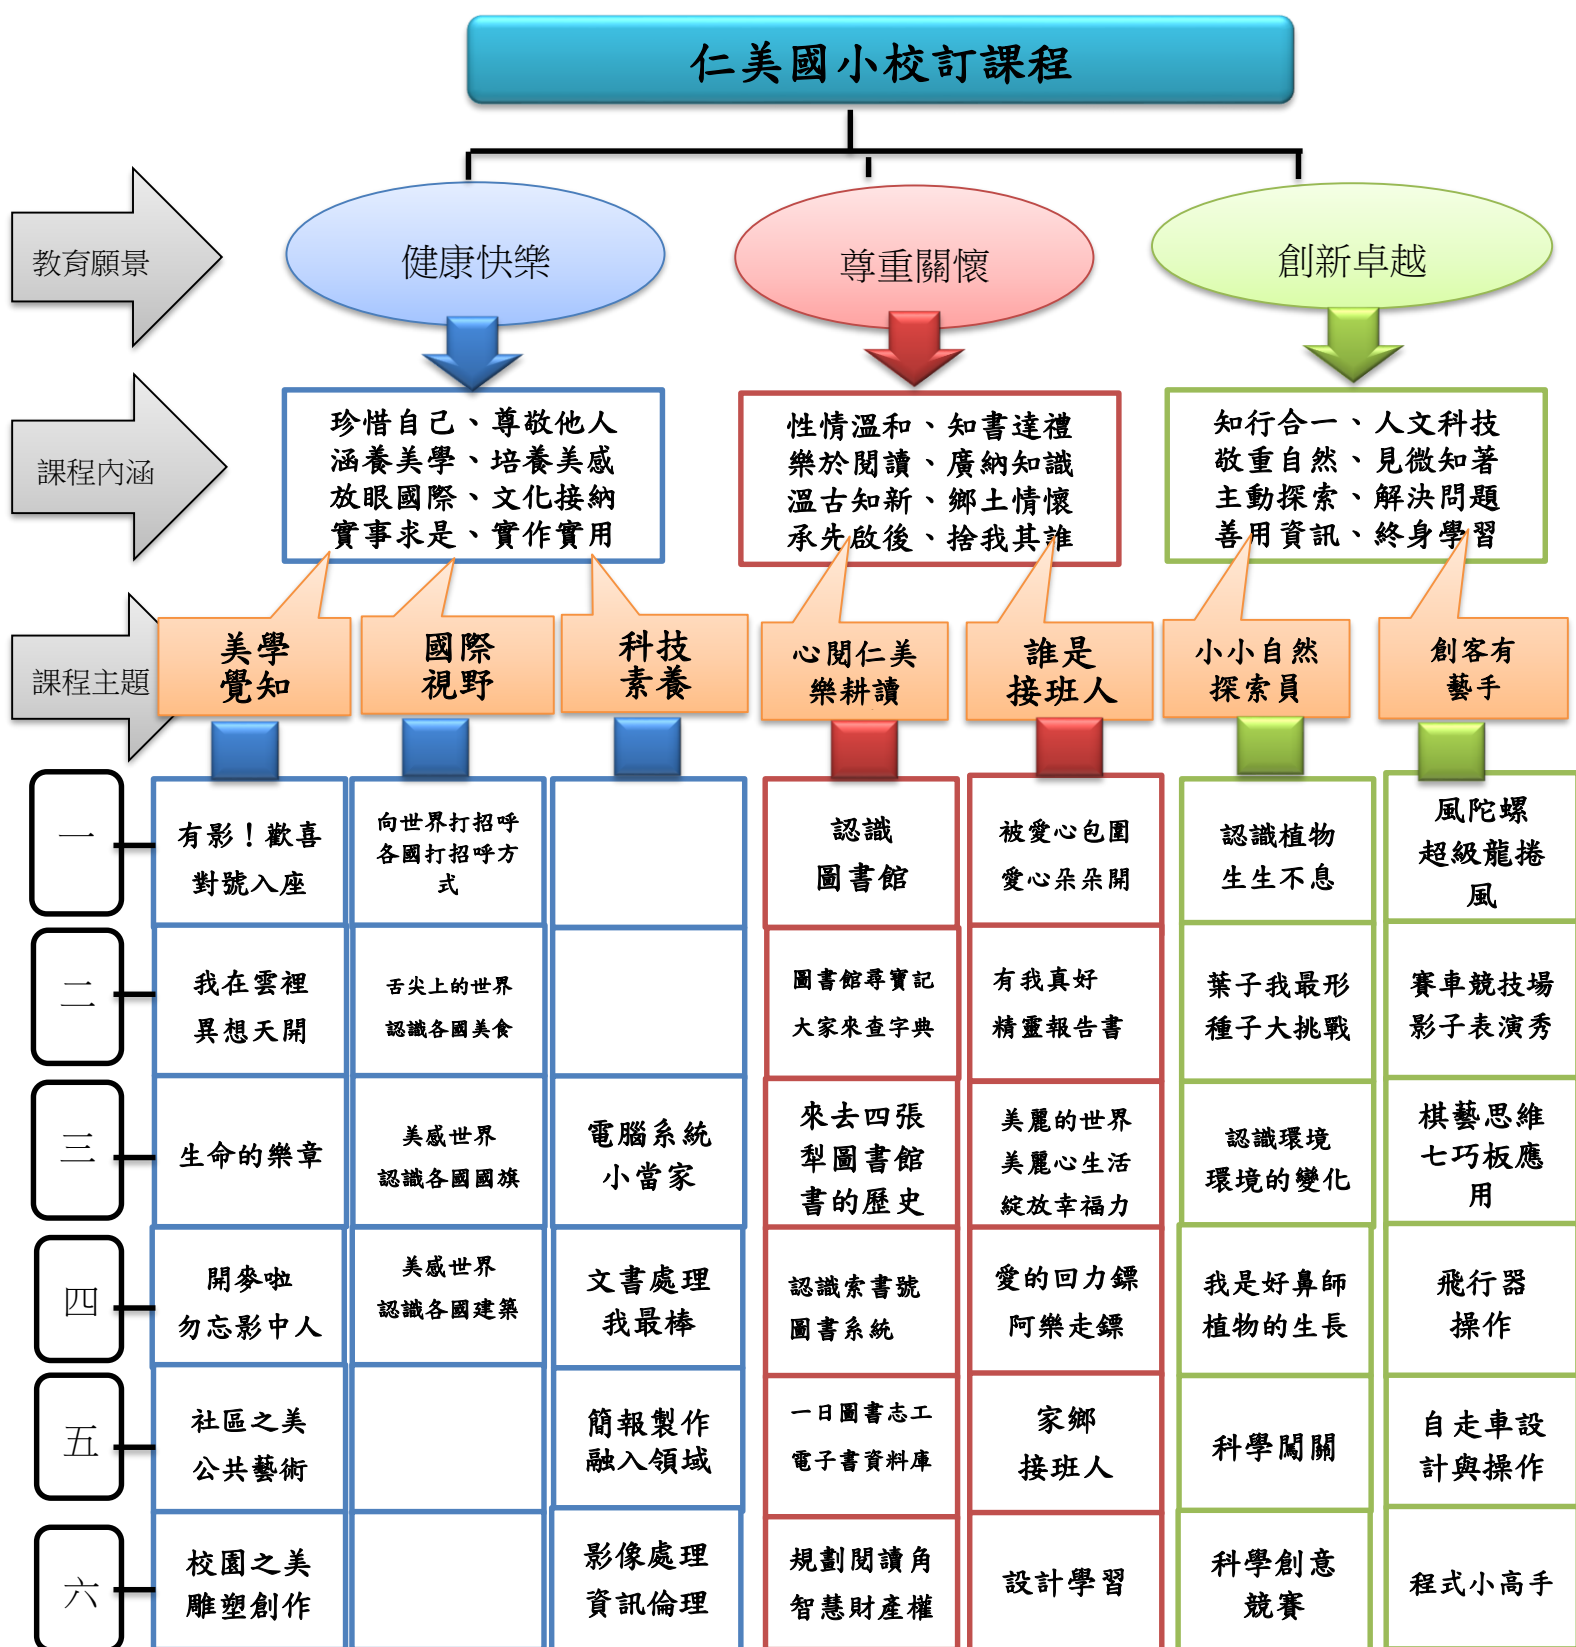 仁美國小校訂課程
教育願景
健康快樂
尊重關懷
創新卓越
課程內涵
珍惜自己、尊敬他人
涵養美學、培養美感
放眼國際、文化接納
實事求是、實作實用
性情溫和、知書達禮
樂於閱讀、廣納知識
溫古知新、鄉土情懷
承先啟後、捨我其誰
知行合一、人文科技
敬重自然、見微知著
主動探索、解決問題
善用資訊、終身學習
課程主題
美學
覺知
國際
視野
科技
素養
心閱仁美
樂耕讀
誰是
接班人
小小自然
探索員
創客有
藝手
一
有影！歡喜
對號入座
向世界打招呼
各國打招呼方
式
認識
圖書館
被愛心包圍
愛心朵朵開
認識植物
生生不息
風陀螺
超級龍捲
風
二
我在雲裡
異想天開
舌尖上的世界
認識各國美食
圖書館尋寶記
大家來查字典
有我真好
精靈報告書
葉子我最形
種子大挑戰
賽車競技場
影子表演秀
三
生命的樂章
美感世界
認識各國國旗
電腦系統
小當家
來去四張
犁圖書館
書的歷史
美麗的世界
美麗心生活
綻放幸福力
認識環境
環境的變化
棋藝思維
七巧板應
用
四
開麥啦
勿忘影中人
美感世界
認識各國建築
文書處理
我最棒
認識索書號
圖書系統
愛的回力鏢
阿樂走鏢
我是好鼻師
植物的生長
飛行器
操作
五
社區之美
公共藝術
簡報製作
融入領域
一日圖書志工
電子書資料庫
家鄉
接班人
科學闖關
自走車設
計與操作
六
校園之美
雕塑創作
影像處理
資訊倫理
規劃閱讀角
智慧財產權
設計學習
科學創意
競賽
程式小高手